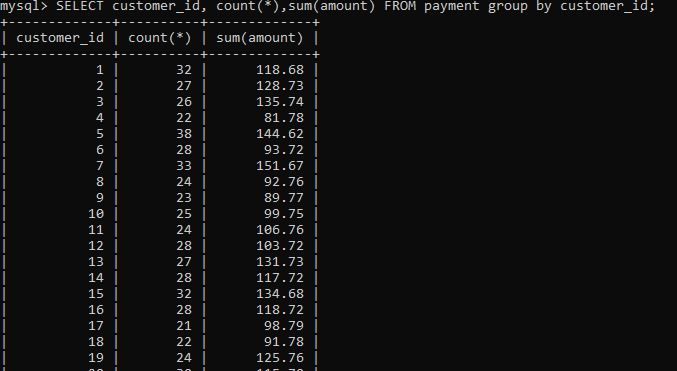 mysql> SELECT customer_id, count(*),sum(amount) FROM payment group by customer_id;
+-------------+----------+-------------+
| customer_id | count(*) | sum(amount) |
+-------------+----------+-------------+
|           1 |       32 |      118.68 |
|           2 |       27 |      128.73 |
|           3 |       26 |      135.74 |
|           4 |       22 |       81.78 |
|           5 |       38 |      144.62 |
|           6 |       28 |       93.72 |
|           7 |       33 |      151.67 |
|           8 |       24 |       92.76 |
|           9 |       23 |       89.77 |
|          10 |       25 |       99.75 |
|          11 |       24 |      106.76 |
|          12 |       28 |      103.72 |
|          13 |       27 |      131.73 |
|          14 |       28 |      117.72 |
|          15 |       32 |      134.68 |
|          16 |       28 |      118.72 |
|          17 |       21 |       98.79 |
|          18 |       22 |       91.78 |
|          19 |       24 |      125.76 |